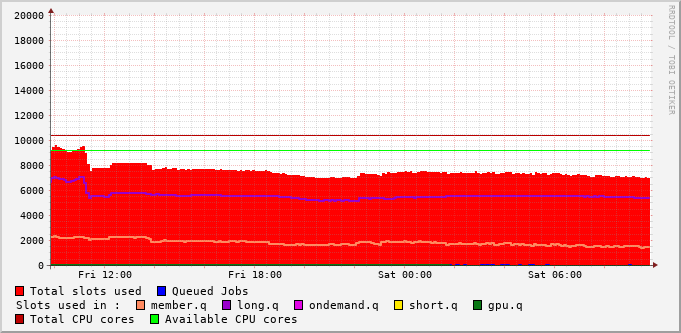 RRDTOOL / TOBI OETIKER
20000
18000
16000
14000
12000
10000
8000
6000
4000
2000
0
Fri 12:00 Fri 18:00 Sat 00:00 Sat 06:00
Total slots used Queued Jobs
Slots used in : member.q long.q ondemand.q short.q gpu.q
Total CPU cores Available CPU cores